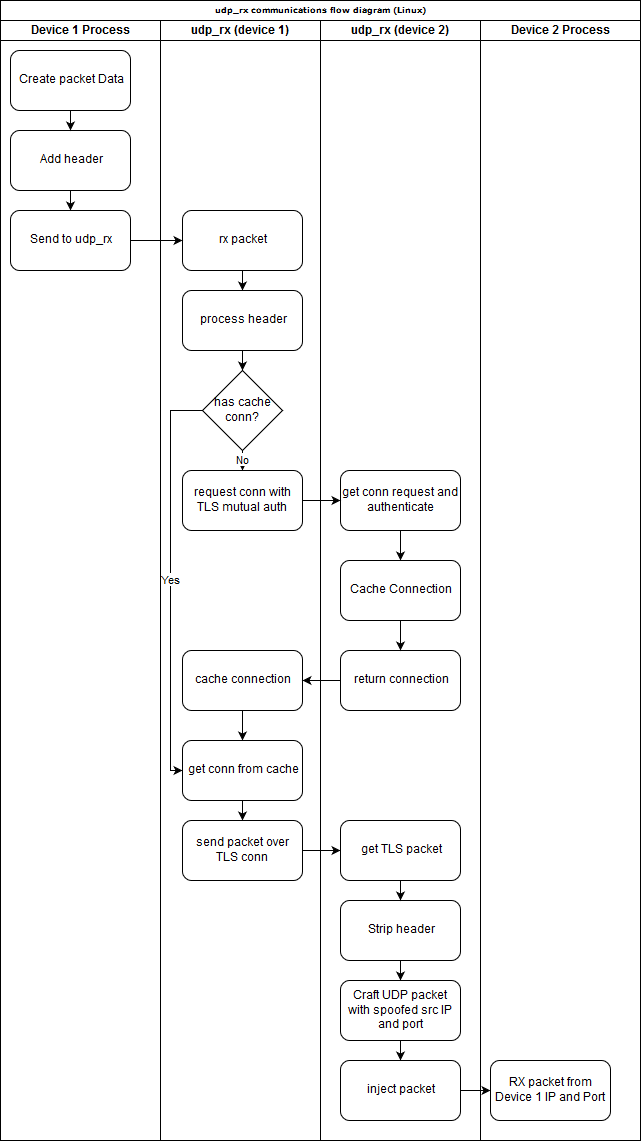 udp_rx communications flow diagram (Linux)
Device 1 Process
udp_rx (device 1)
udp_rx (device 2)
Device 2 Process
Create packet Data
Add header
Send to udp_rx
rx packet
process header
has cache
conn?
No
request conn with
TLS mutual auth
get conn request and
authenticate
Yes
Cache Connection
cache connection
return connection
get conn from cache
send packet over
TLS conn
get TLS packet
Strip header
Craft UDP packet
with spoofed src IP
and port
inject packet
RX packet from
Device 1 IP and Port